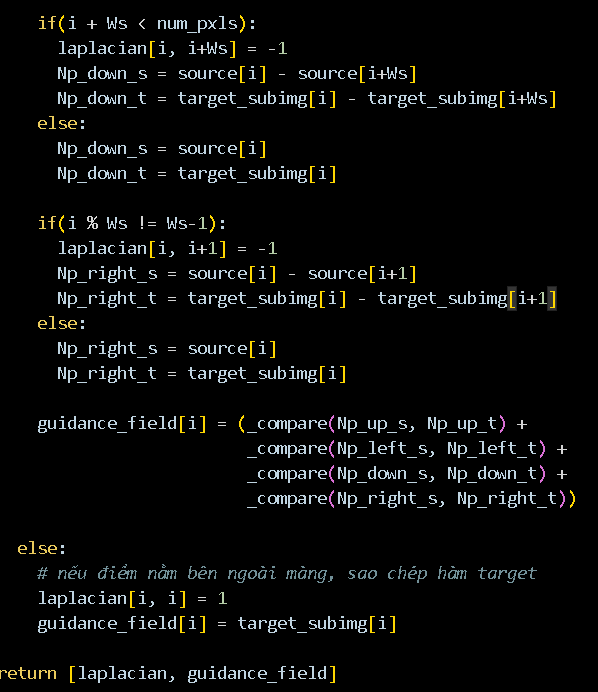 if(i + Ws < num_pxls):
laplacian[i, i+Ws] = -1
Np_down_s = source[i] - source[i+Ws]
Np_down_t = target_subimg[i] - target_subimg[i+Ws]
else:
Np_down_s = source[i]
Np_down_t = target_subimg[i]
if(i % Ws != Ws-1):
laplacian[i, i+1] = -1
Np_right_s = source[i] - source[i+1]
Np_right_t = target_subimg[i] - target_subimg[i+1]
else:
Np_right_s = source[i]
Np_right_t = target_subimg[i]
guidance_field[i] = (_compare(Np_up_s, Np_up_t) +
_compare(Np_left_s, Np_left_t) +
_compare(Np_down_s, Np_down_t) +
_compare(Np_right_s, Np_right_t))
else:
# nếu điểm nằm bên ngoài màng, sao chép hàm target
laplacian[i, i] = 1
guidance_field[i] = target_subimg[i]
return [laplacian, guidance_field]